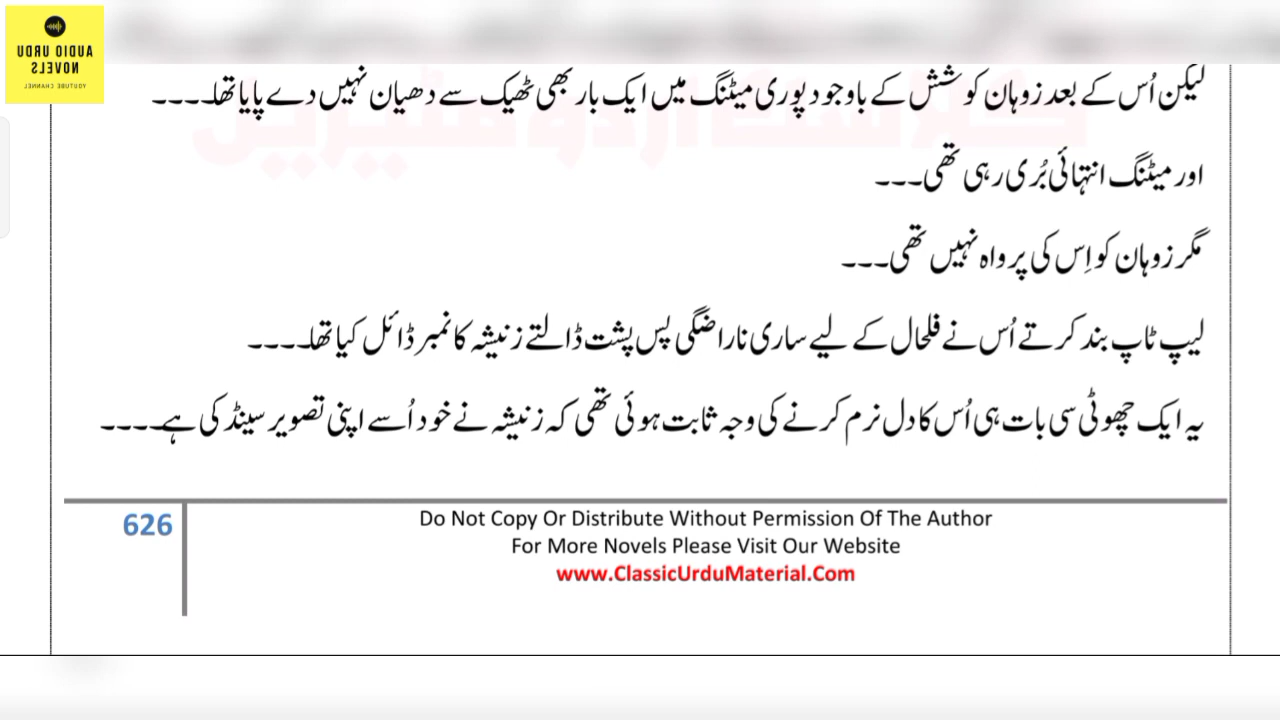 AUDIO URDU
NOVELS
YOUTUBE CHANNEL
لیکن اُس کے بعد زوہان کوشش کے باوجود پوری میٹنگ میں ایک بار بھی ٹھیک سے دھیان نہیں دے پایا تھا۔۔۔۔
اور میٹنگ انتہائی بُری رہی تھی۔۔۔
مگر زوہان کو اِس کی پرواہ نہیں تھی۔۔۔
لیپ ٹاپ بند کرتے اُس نے فلحال کے لیے ساری ناراضگی پس پشت ڈالتے زنیشہ کا نمبر ڈائل کیا تھا۔۔۔۔
یہ ایک چھوٹی سی بات ہی اُس کا دل نرم کرنے کی وجہ ثابت ہوئی تھی کہ زنیشہ نے خود اُسے اپنی تصویر سینڈ کی ہے۔۔۔۔
626
Do Not Copy Or Distribute Without Permission Of The Author
For More Novels Please Visit Our Website
www.ClassicUrduMaterial.Com